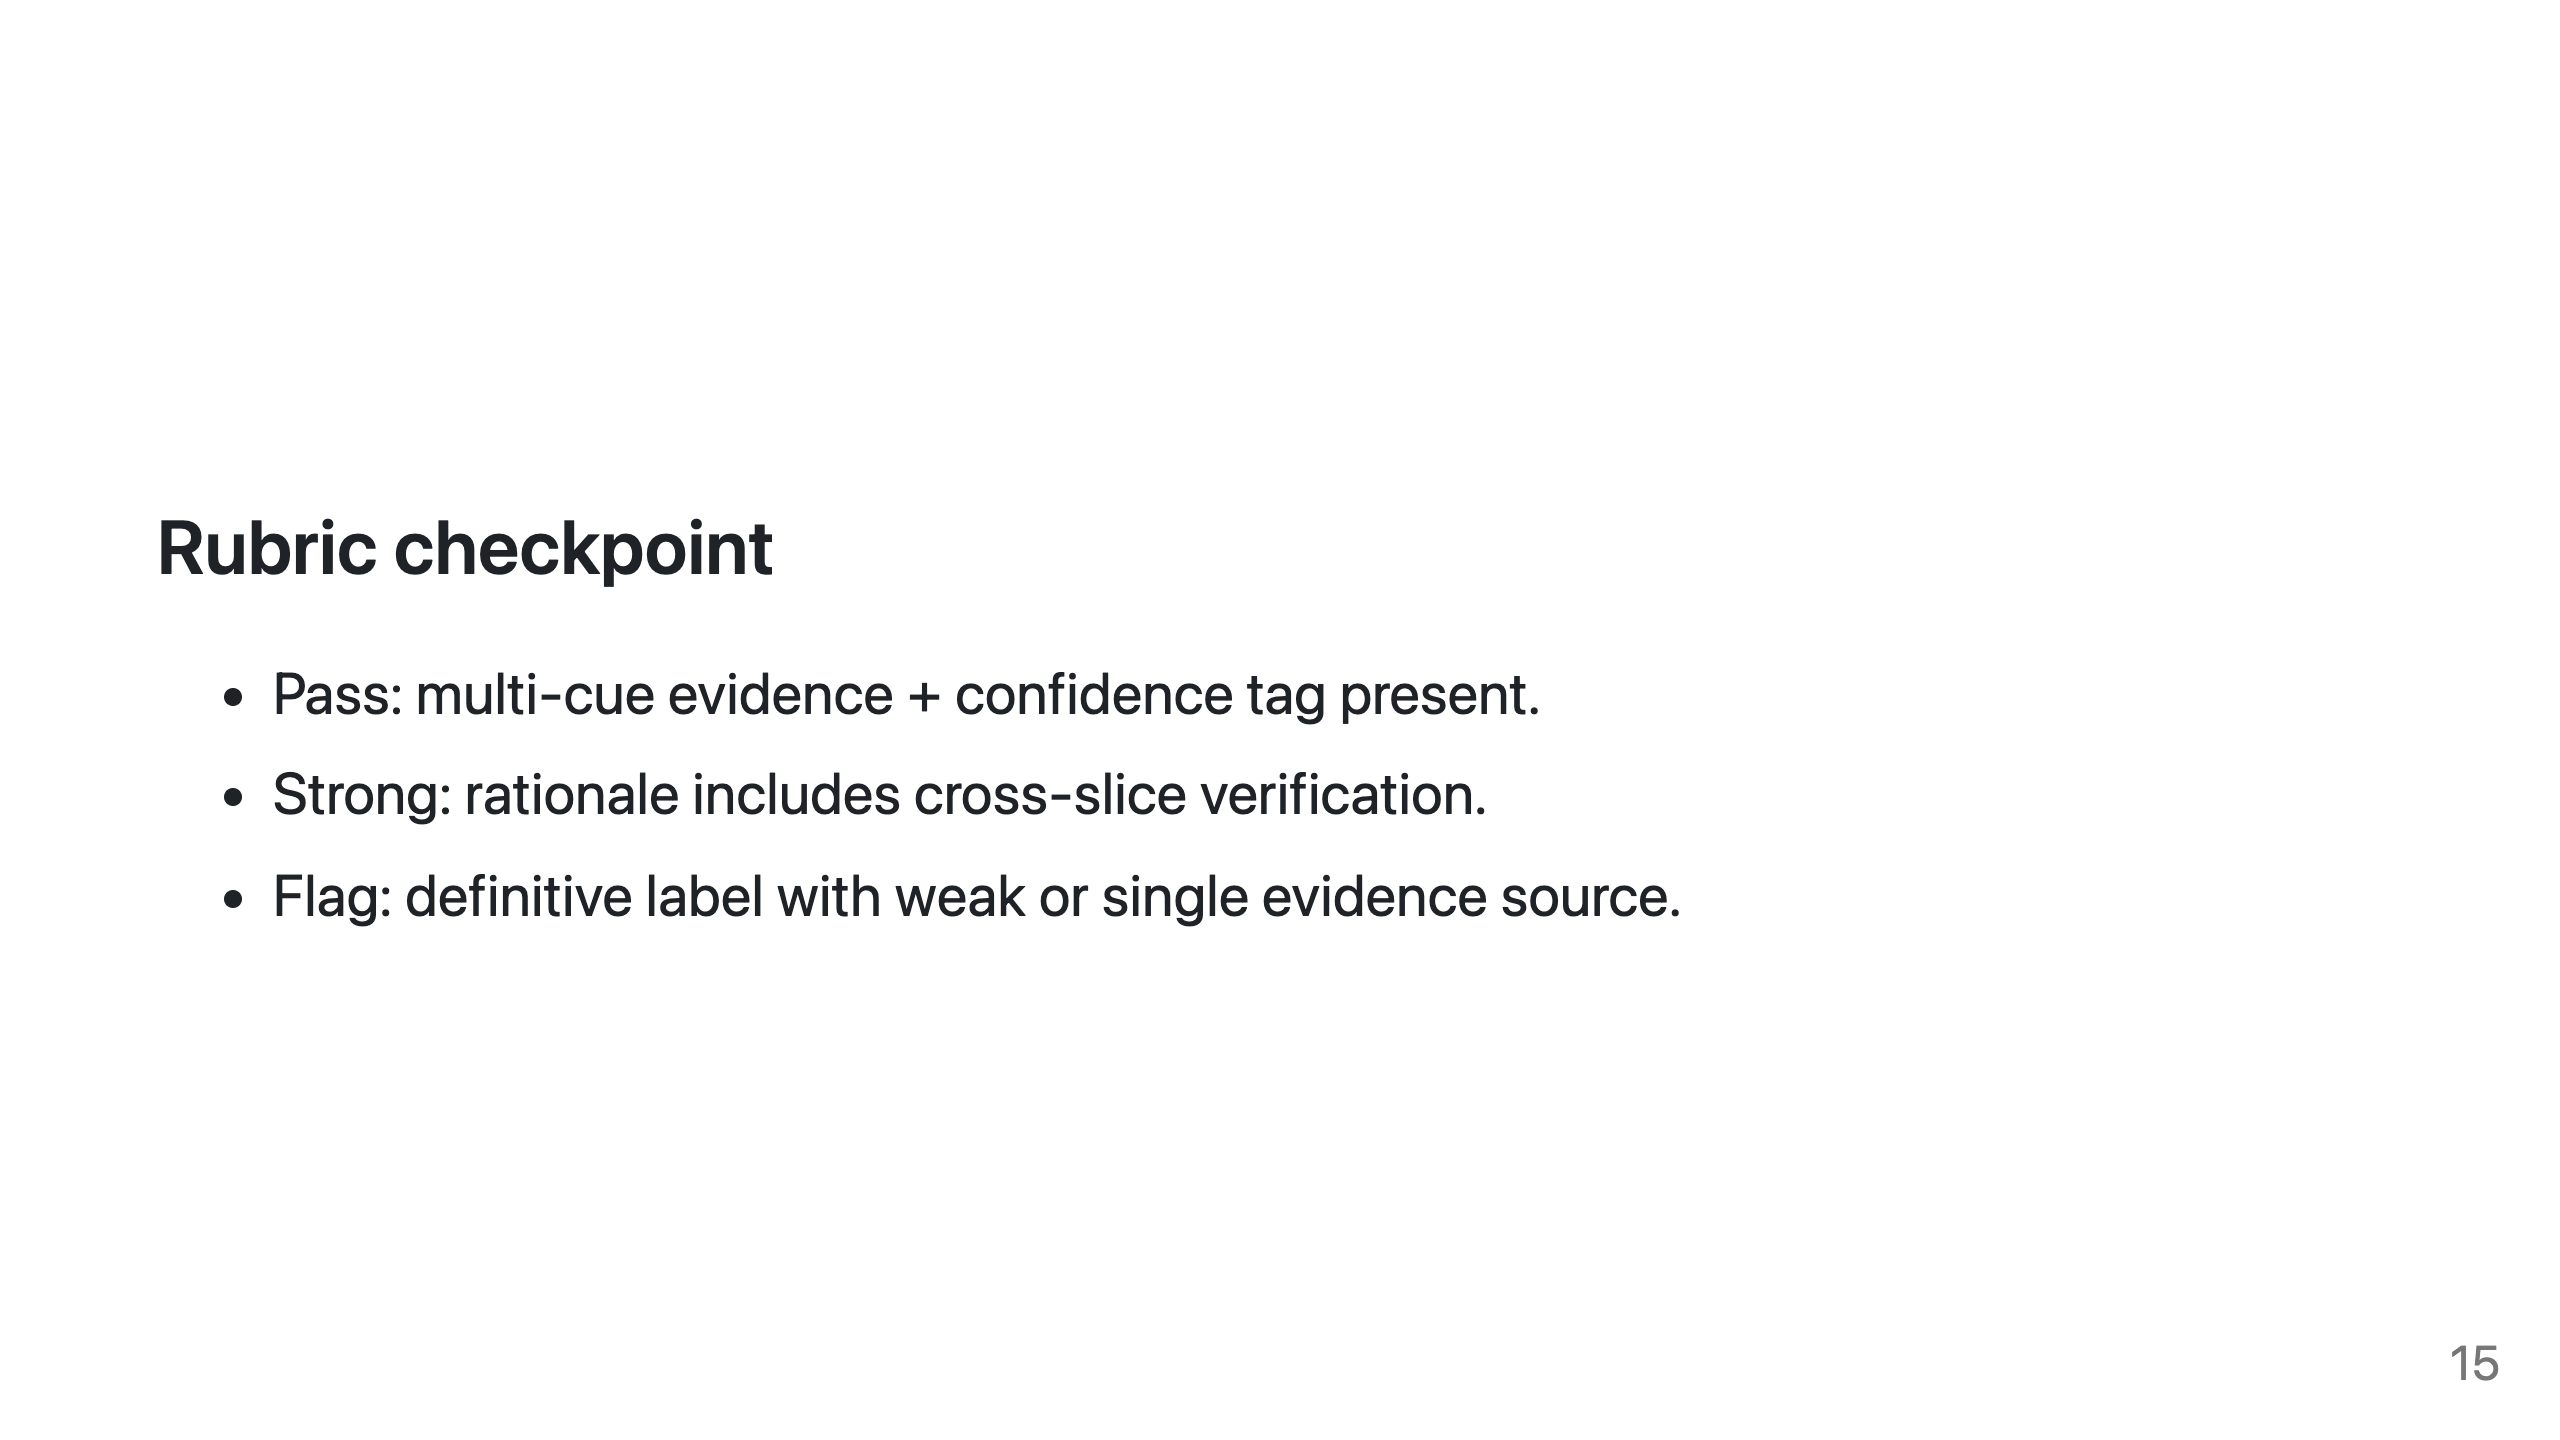 Rubric checkpoint
• Pass: multi-cue evidence + confidence tag present.
• Strong: rationale includes cross-slice verification.
• Flag: definitive label with weak or single evidence source.
15